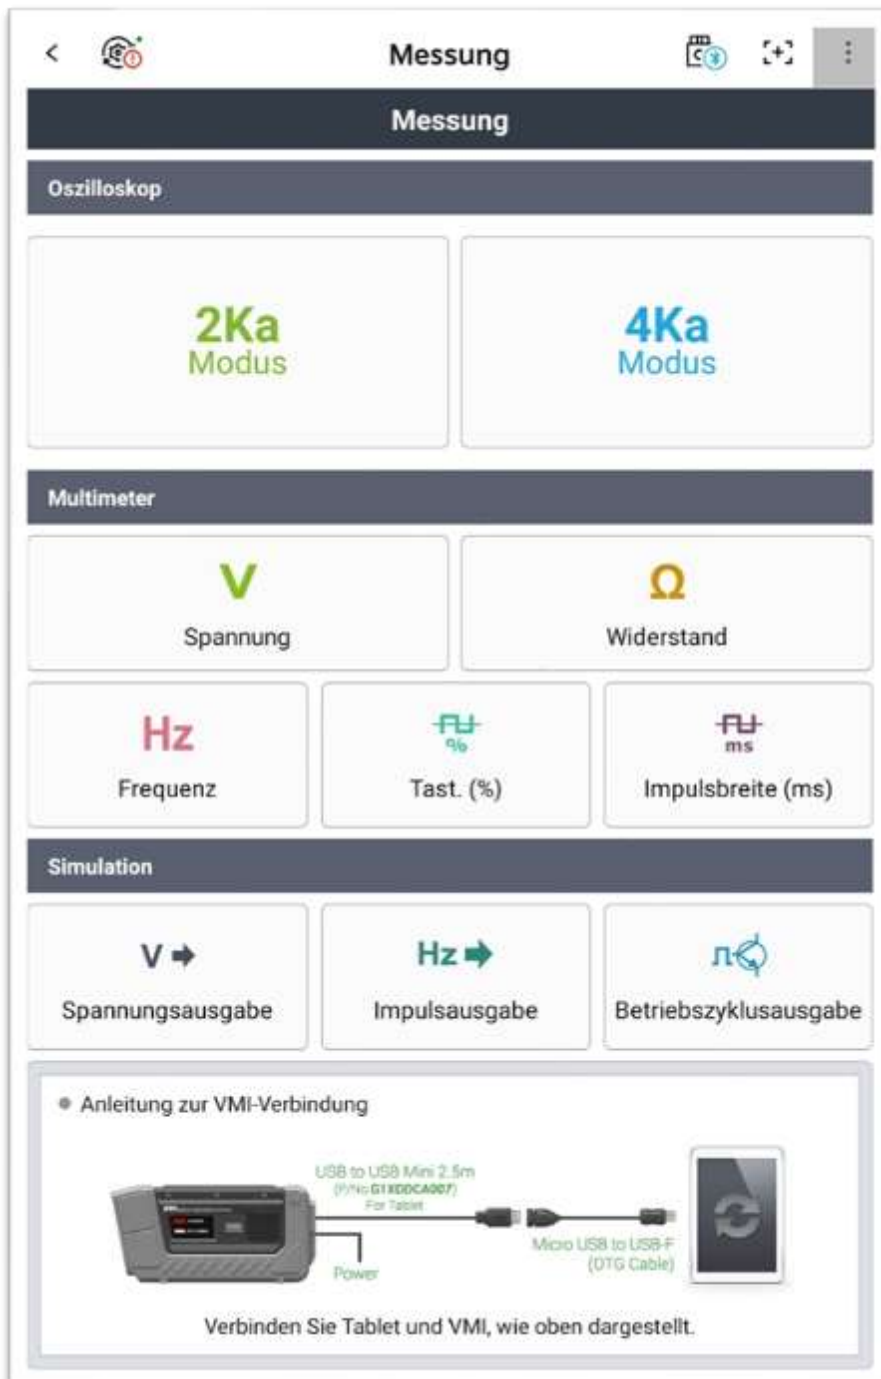 Messung
Messung
Oszilloskop
2Ka
Modus
4Ka
Modus
Multimeter
V
Spannung
Ω
Widerstand
Hz
Frequenz
%
Tast. (%)
ms
Impulsbreite (ms)
Simulation
V
Spannungsausgabe
Hz
Impulsausgabe
Betriebszyklusausgabe
Anleitung zur VMI-Verbindung
USB to USB Mini 2.5m
(P/No G1XDDCA007)
For Tablet
Micro USB to USB-F
(OTG Cable)
Power
Verbinden Sie Tablet und VMI, wie oben dargestellt.